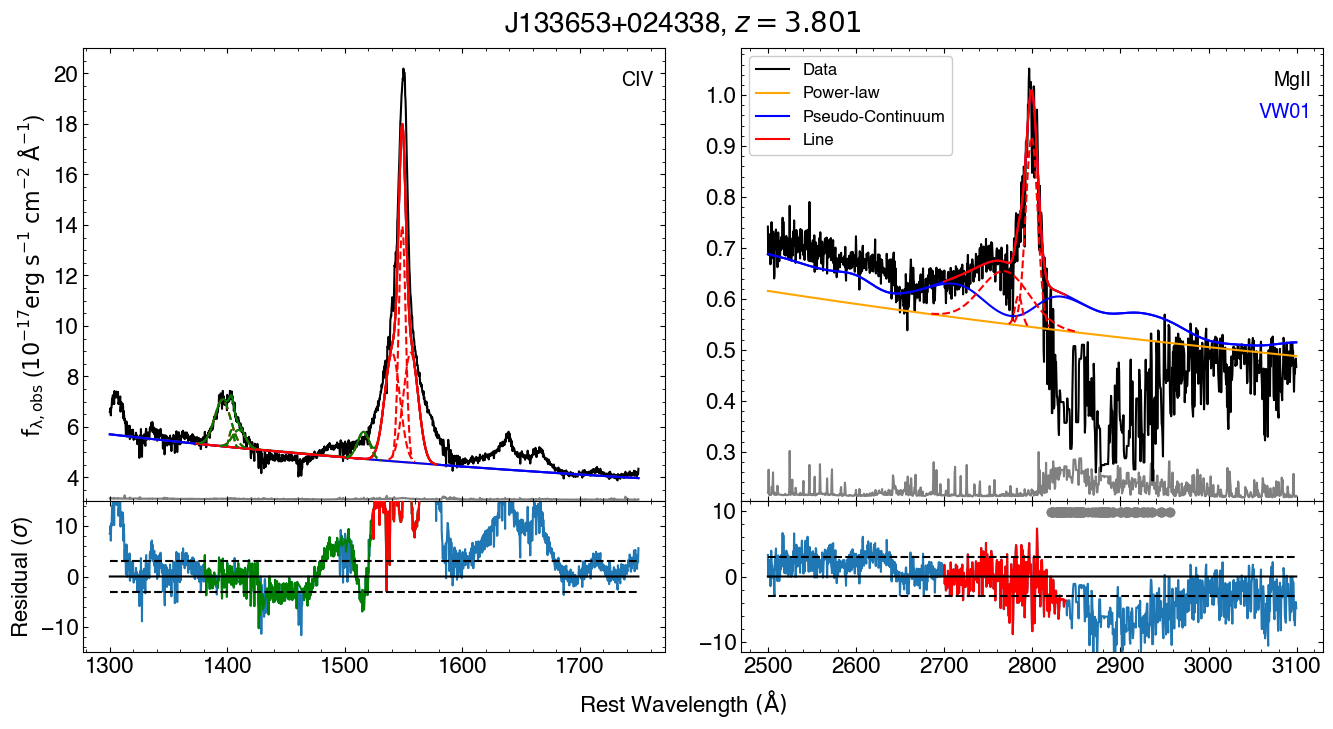 J133653+024338, z = 3.801
f_λ,obs (10⁻¹⁷erg s⁻¹ cm⁻² Å⁻¹)
20
18
16
14
12
10
8
6
4
CIV
Data
Power-law
Pseudo-Continuum
Line
MgII
VW01
1.0
0.9
0.8
0.7
0.6
0.5
0.4
0.3
Residual (σ)
10
0
−10
1300 1400 1500 1600 1700
10
0
−10
2500 2600 2700 2800 2900 3000 3100
Rest Wavelength (Å)